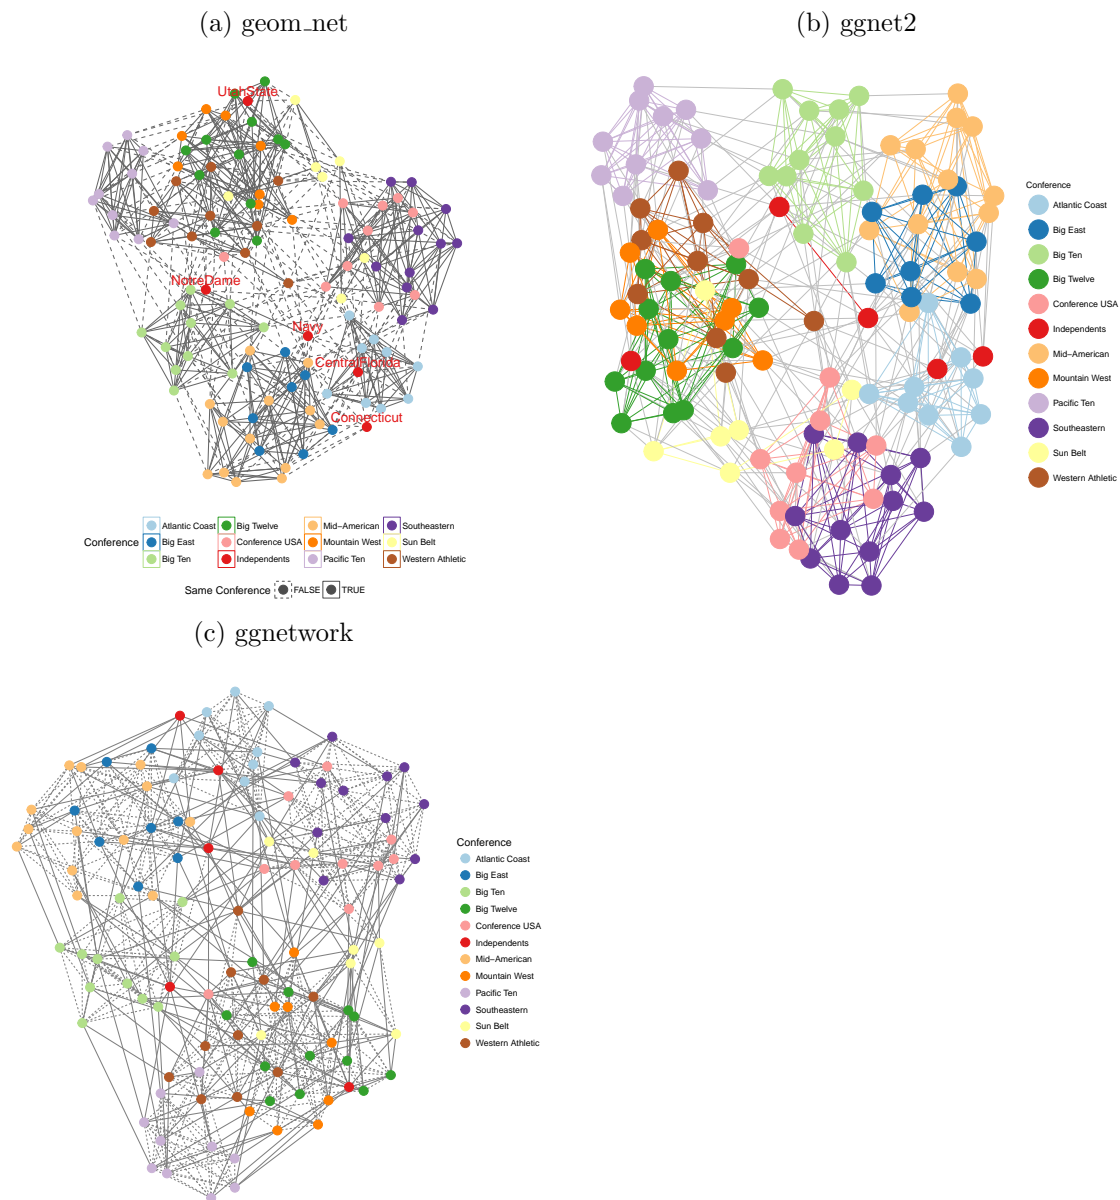 (a) geom_net
(b) ggnet2
UtahState
NotreDame
Navy
CentralFlorida
Connecticut
Conference
Atlantic Coast
Big East
Big Ten
Big Twelve
Conference USA
Independents
Mid−American
Mountain West
Pacific Ten
Southeastern
Sun Belt
Western Athletic
Same Conference FALSE TRUE
Conference
Atlantic Coast
Big East
Big Ten
Big Twelve
Conference USA
Independents
Mid−American
Mountain West
Pacific Ten
Southeastern
Sun Belt
Western Athletic
(c) ggnetwork
Conference
Atlantic Coast
Big East
Big Ten
Big Twelve
Conference USA
Independents
Mid−American
Mountain West
Pacific Ten
Southeastern
Sun Belt
Western Athletic